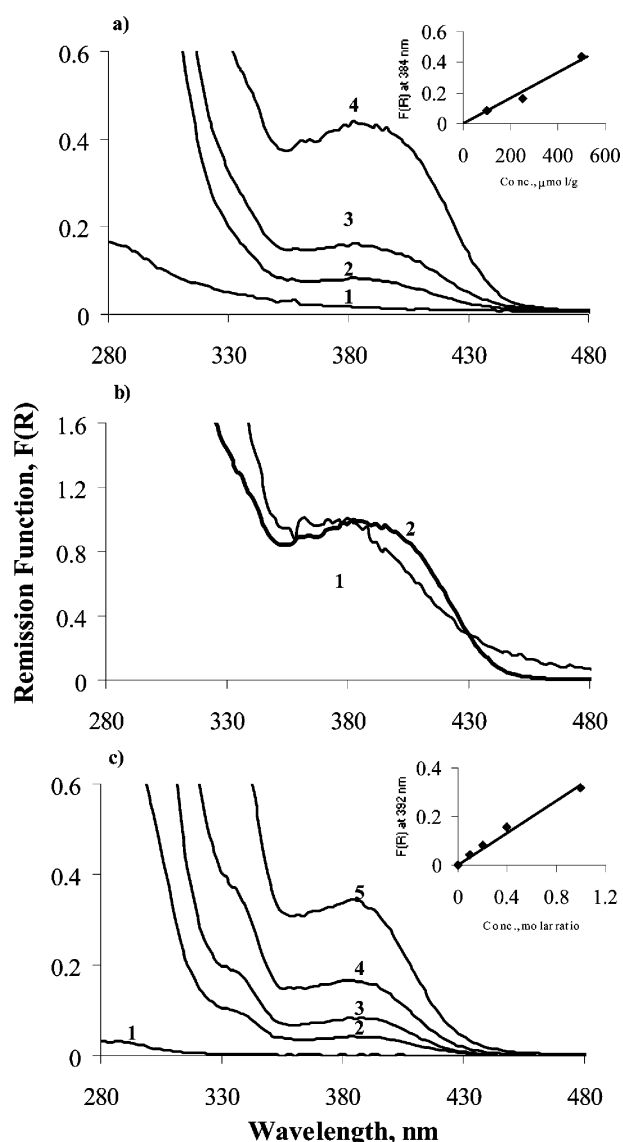 a)
0.6
0.4
0.2
0
4
3
2
1
F(R) at 384 nm
0.6
0.4
0.2
0
0 200 400 600
Conc., μmol/g
280 330 380 430 480
b)
Remission Function, F(R)
1.6
1.2
0.8
0.4
0
2
1
280 330 380 430 480
c)
0.6
0.4
0.2
0
5
4
3
2
1
F(R) at 392 nm
0.4
0.2
0
0 0.4 0.8 1.2
Conc., molar ratio
280 330 380 430 480
Wavelength, nm